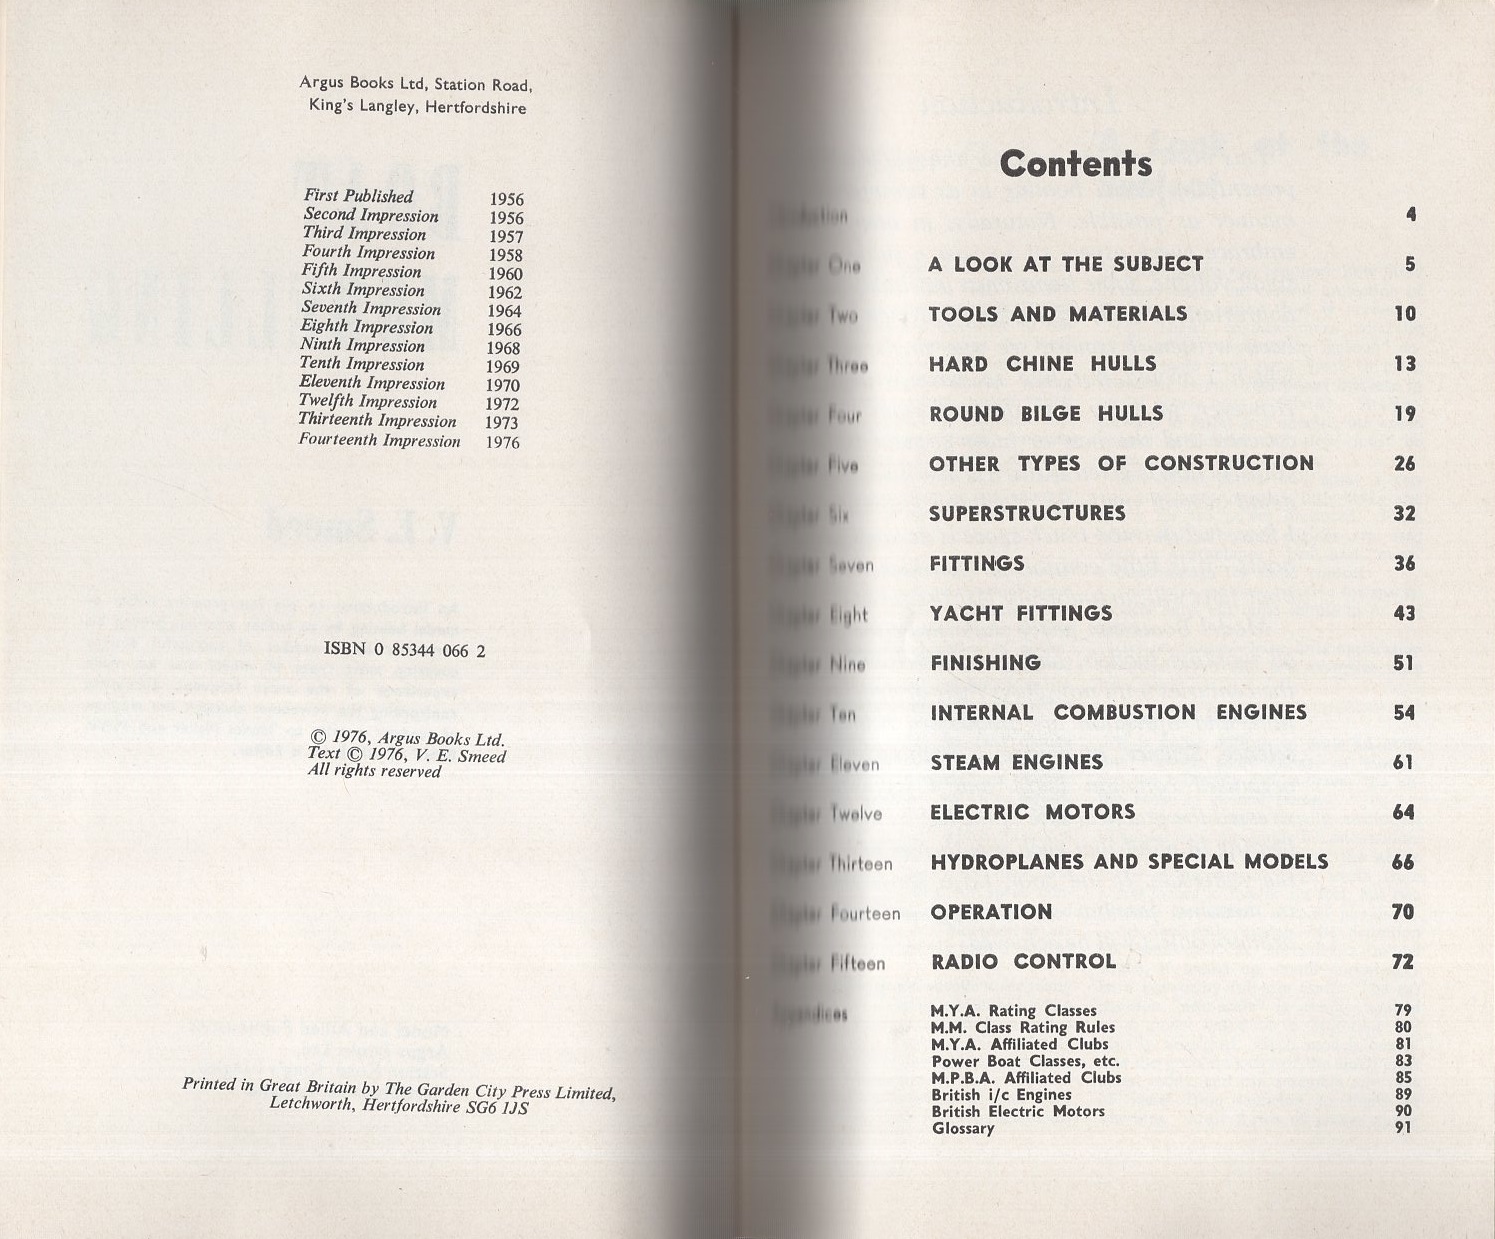 Argus Books Ltd, Station Road,
King's Langley, Hertfordshire
First Published 1956
Second Impression 1956
Third Impression 1957
Fourth Impression 1958
Fifth Impression 1960
Sixth Impression 1962
Seventh Impression 1964
Eighth Impression 1966
Ninth Impression 1968
Tenth Impression 1969
Eleventh Impression 1970
Twelfth Impression 1972
Thirteenth Impression 1973
Fourteenth Impression 1976
ISBN 0 85344 066 2
© 1976, Argus Books Ltd.
Text © 1976, V. E. Smeed
All rights reserved
Printed in Great Britain by The Garden City Press Limited,
Letchworth, Hertfordshire SG6 1JS
Contents
4
One A LOOK AT THE SUBJECT 5
Two TOOLS AND MATERIALS 10
Three HARD CHINE HULLS 13
Four ROUND BILGE HULLS 19
Five OTHER TYPES OF CONSTRUCTION 26
Six SUPERSTRUCTURES 32
Seven FITTINGS 36
Eight YACHT FITTINGS 43
Nine FINISHING 51
Ten INTERNAL COMBUSTION ENGINES 54
Eleven STEAM ENGINES 61
Twelve ELECTRIC MOTORS 64
Thirteen HYDROPLANES AND SPECIAL MODELS 66
Fourteen OPERATION 70
Fifteen RADIO CONTROL 72
Appendices M.Y.A. Rating Classes 79
M.M. Class Rating Rules 80
M.Y.A. Affiliated Clubs 81
Power Boat Classes, etc. 83
M.P.B.A. Affiliated Clubs 85
British i/c Engines 89
British Electric Motors 90
Glossary 91